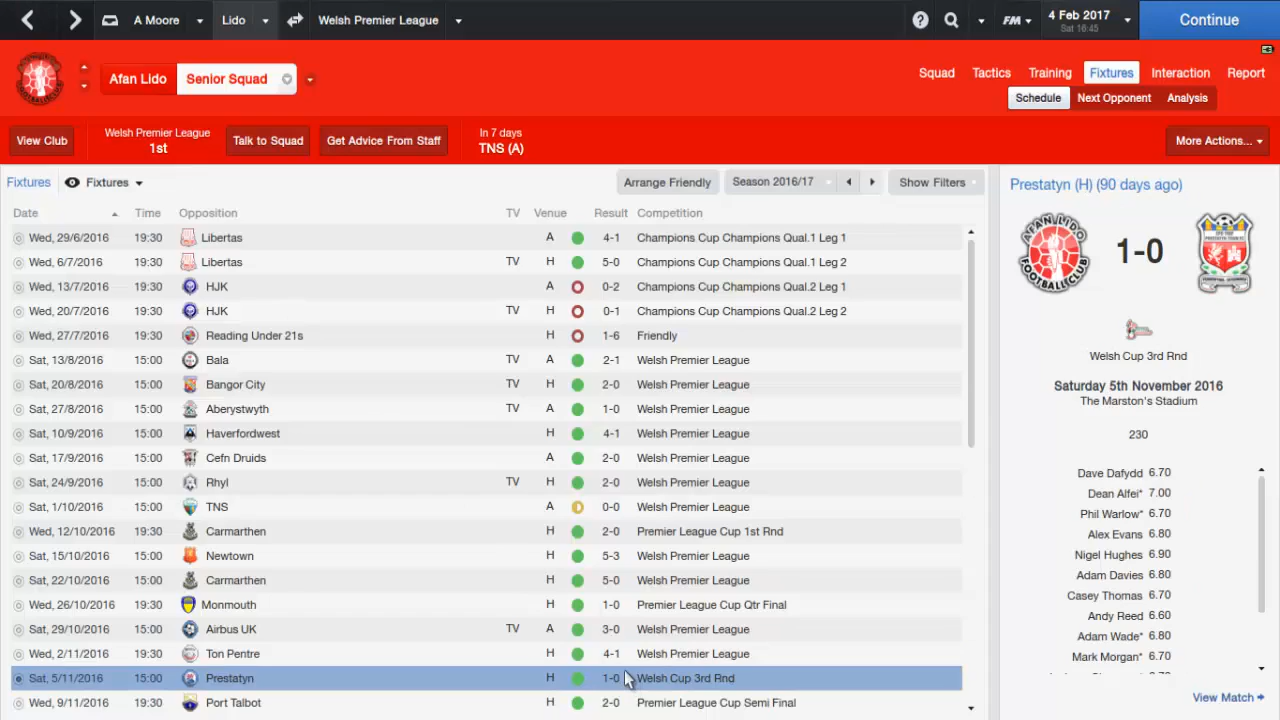 A Moore Lido Welsh Premier League FM 4 Feb 2017 Sat 16:45 Continue
Afan Lido Senior Squad Squad Tactics Training Fixtures Interaction Report
Schedule Next Opponent Analysis
View Club Welsh Premier League 1st Talk to Squad Get Advice From Staff In 7 days TNS (A) More Actions...
Fixtures Fixtures Arrange Friendly Season 2016/17 Show Filters
Date Time Opposition TV Venue Result Competition
Wed, 29/6/2016 19:30 Libertas A 4-1 Champions Cup Champions Qual.1 Leg 1
Wed, 6/7/2016 19:30 Libertas TV H 5-0 Champions Cup Champions Qual.1 Leg 2
Wed, 13/7/2016 19:30 HJK A 0-2 Champions Cup Champions Qual.2 Leg 1
Wed, 20/7/2016 19:30 HJK TV H 0-1 Champions Cup Champions Qual.2 Leg 2
Wed, 27/7/2016 19:30 Reading Under 21s H 1-6 Friendly
Sat, 13/8/2016 15:00 Bala TV A 2-1 Welsh Premier League
Sat, 20/8/2016 15:00 Bangor City TV H 2-0 Welsh Premier League
Sat, 27/8/2016 15:00 Aberystwyth TV A 1-0 Welsh Premier League
Sat, 10/9/2016 15:00 Haverfordwest H 4-1 Welsh Premier League
Sat, 17/9/2016 15:00 Cefn Druids A 2-0 Welsh Premier League
Sat, 24/9/2016 15:00 Rhyl TV H 2-0 Welsh Premier League
Sat, 1/10/2016 15:00 TNS A 0-0 Welsh Premier League
Wed, 12/10/2016 19:30 Carmarthen H 2-0 Premier League Cup 1st Rnd
Sat, 15/10/2016 15:00 Newtown H 5-3 Welsh Premier League
Sat, 22/10/2016 15:00 Carmarthen H 5-0 Welsh Premier League
Wed, 26/10/2016 19:30 Monmouth H 1-0 Premier League Cup Qtr Final
Sat, 29/10/2016 15:00 Airbus UK TV A 3-0 Welsh Premier League
Wed, 2/11/2016 19:30 Ton Pentre H 4-1 Welsh Premier League
Sat, 5/11/2016 15:00 Prestatyn H 1-0 Welsh Cup 3rd Rnd
Wed, 9/11/2016 19:30 Port Talbot H 2-0 Premier League Cup Semi Final
Prestatyn (H) (90 days ago)
1-0
Welsh Cup 3rd Rnd
Saturday 5th November 2016
The Marston's Stadium
230
Dave Dafydd 6.70
Dean Alfei* 7.00
Phil Warlow* 6.70
Alex Evans 6.80
Nigel Hughes 6.90
Adam Davies 6.80
Casey Thomas 6.70
Andy Reed 6.60
Adam Wade* 6.80
Mark Morgan* 6.70
View Match